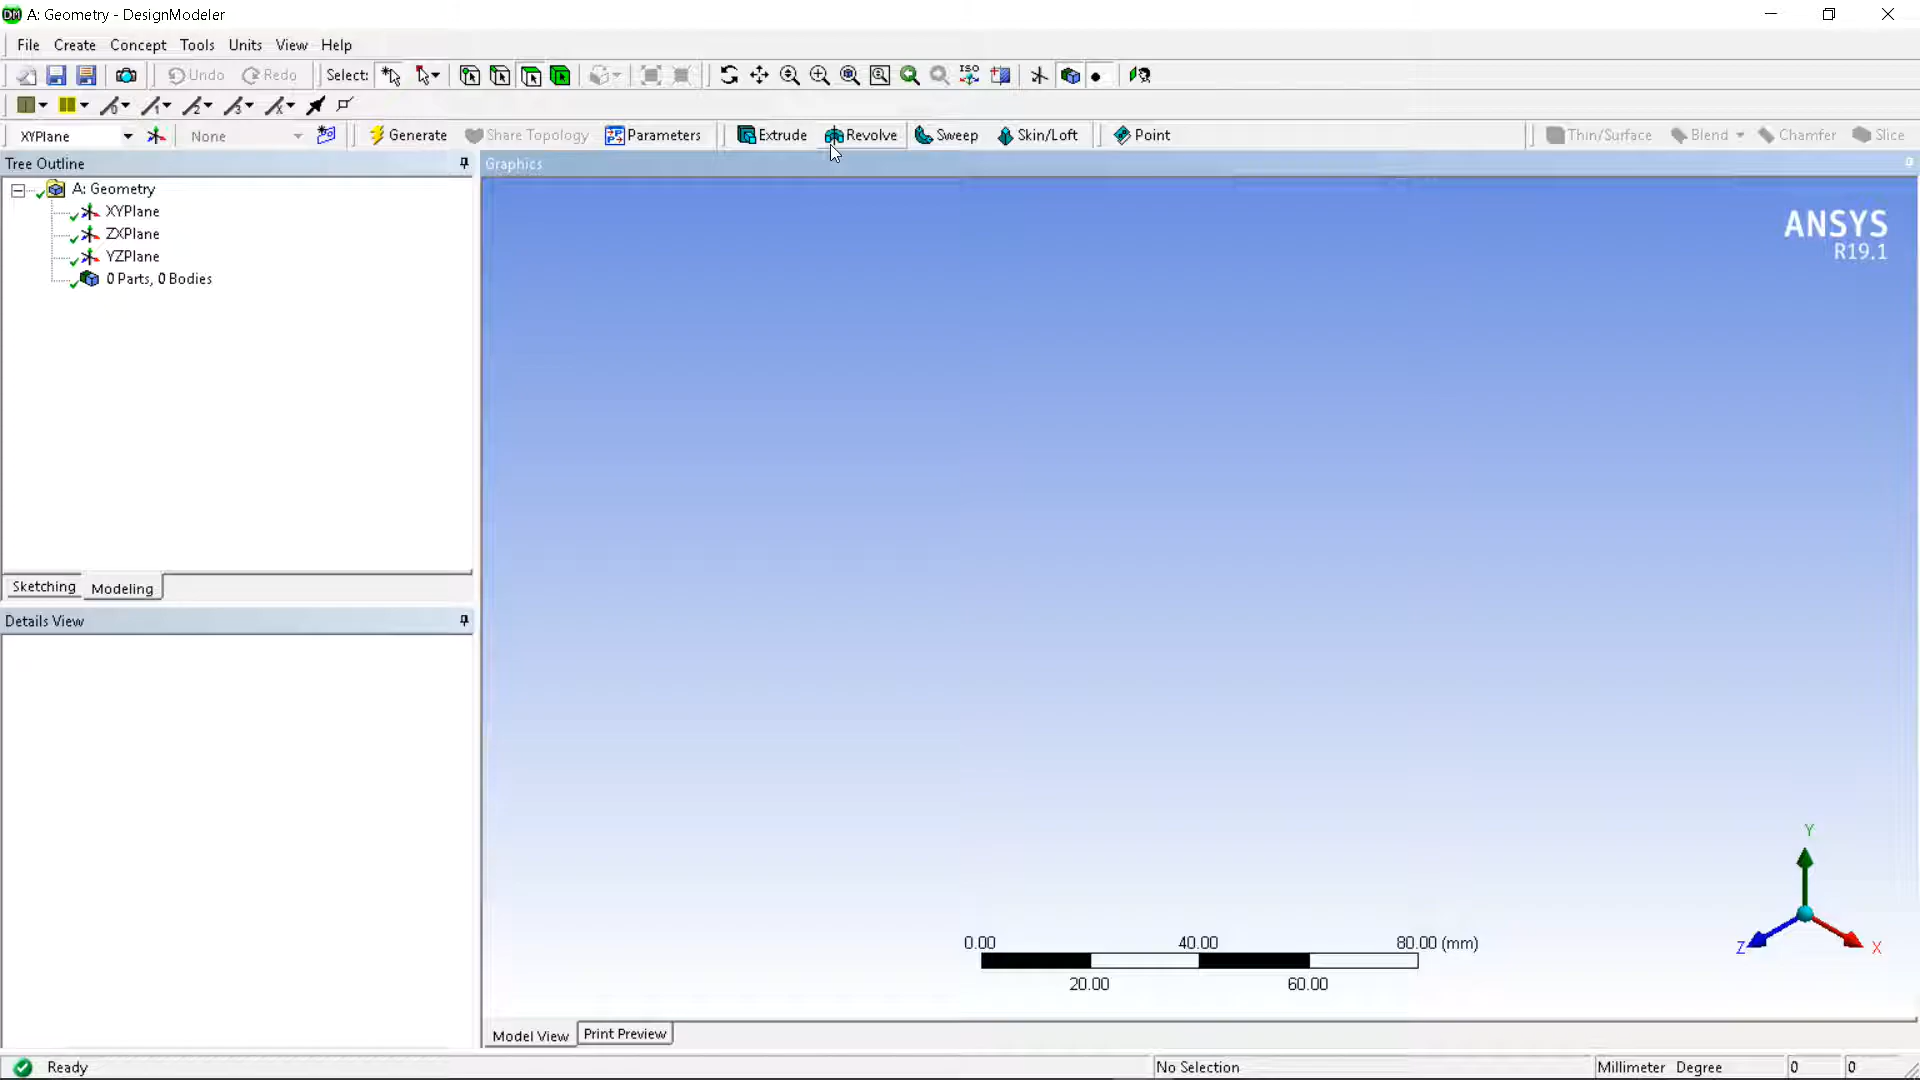 A: Geometry - DesignModeler
File Create Concept Tools Units View Help
Undo Redo Select: ISO
XYPlane None Generate Share Topology Parameters Extrude Revolve Sweep Skin/Loft Point Thin/Surface Blend Chamfer Slice
Tree Outline
Graphics
A: Geometry
XYPlane
ZXPlane
YZPlane
0 Parts, 0 Bodies
ANSYS
R19.1
Sketching Modeling
Details View
Y
Z
X
0.00 40.00 80.00 (mm)
20.00 60.00
Model View Print Preview
Ready No Selection Millimeter Degree 0 0